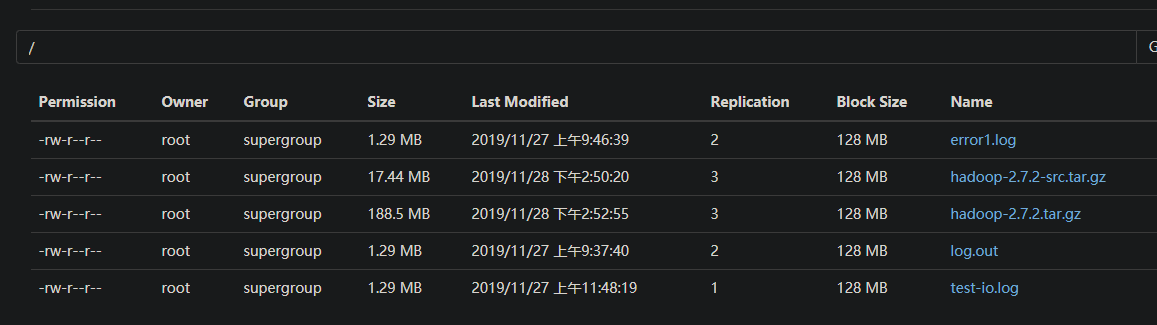 /
G
Permission Owner Group Size Last Modified Replication Block Size Name
-rw-r--r-- root supergroup 1.29 MB 2019/11/27 上午9:46:39 2 128 MB error1.log
-rw-r--r-- root supergroup 17.44 MB 2019/11/28 下午2:50:20 3 128 MB hadoop-2.7.2-src.tar.gz
-rw-r--r-- root supergroup 188.5 MB 2019/11/28 下午2:52:55 3 128 MB hadoop-2.7.2.tar.gz
-rw-r--r-- root supergroup 1.29 MB 2019/11/27 上午9:37:40 2 128 MB log.out
-rw-r--r-- root supergroup 1.29 MB 2019/11/27 上午11:48:19 1 128 MB test-io.log